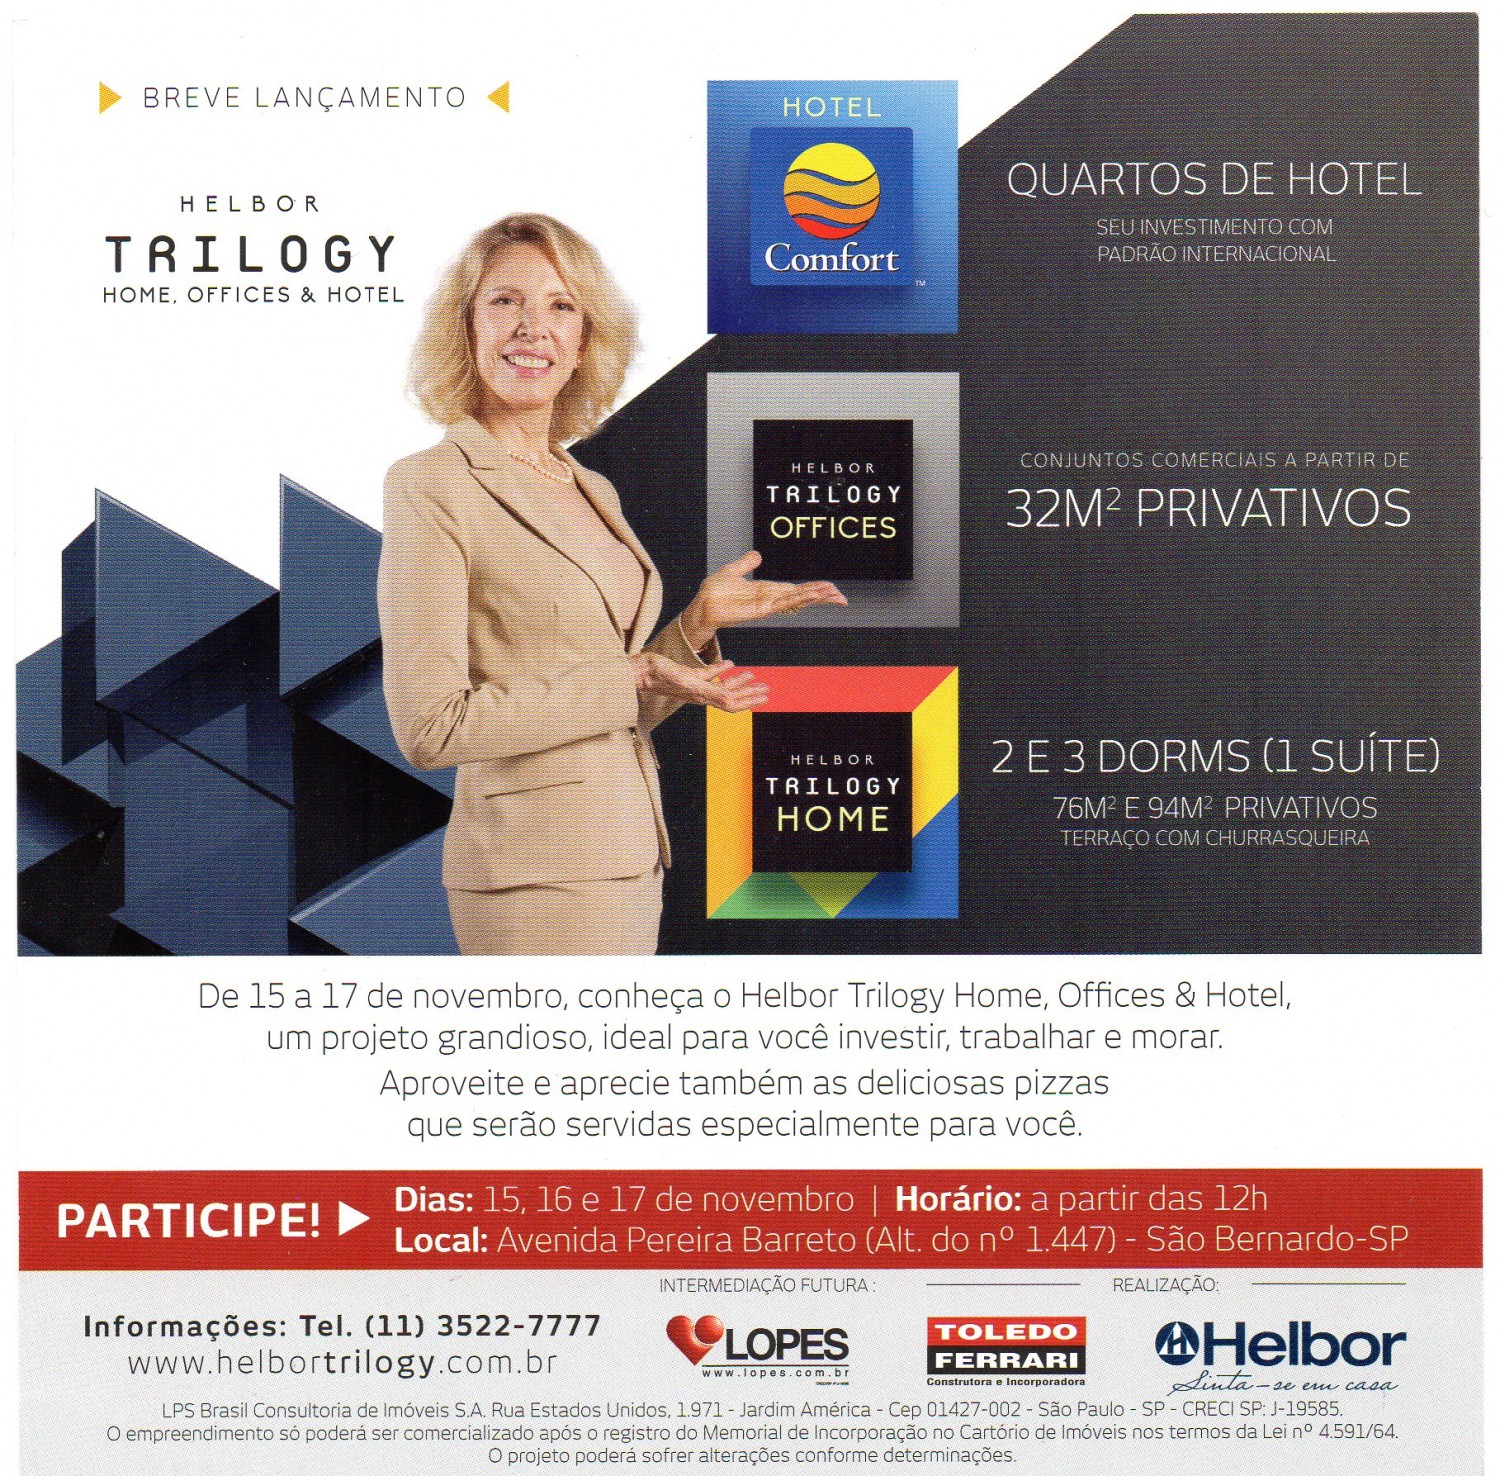 BREVE LANÇAMENTO
HELBOR
TRILOGY
HOME, OFFICES & HOTEL
HOTEL
Comfort
TM
QUARTOS DE HOTEL
SEU INVESTIMENTO COM
PADRÃO INTERNACIONAL
HELBOR
TRILOGY
OFFICES
CONJUNTOS COMERCIAIS A PARTIR DE
32M² PRIVATIVOS
HELBOR
TRILOGY
HOME
2 E 3 DORMS (1 SUÍTE)
76M² E 94M² PRIVATIVOS
TERRAÇO COM CHURRASQUEIRA
De 15 a 17 de novembro, conheça o Helbor Trilogy Home, Offices & Hotel,
um projeto grandioso, ideal para você investir, trabalhar e morar.
Aproveite e aprecie também as deliciosas pizzas
que serão servidas especialmente para você.
PARTICIPE!
Dias: 15, 16 e 17 de novembro | Horário: a partir das 12h
Local: Avenida Pereira Barreto (Alt. do nº 1.447) - São Bernardo-SP
Informações: Tel. (11) 3522-7777
www.helbortrilogy.com.br
INTERMEDIAÇÃO FUTURA:
LOPES
www.lopes.com.br
TOLEDO
FERRARI
Construtora e Incorporadora
REALIZAÇÃO:
Helbor
Sinta-se em casa
LPS Brasil Consultoria de Imóveis S.A. Rua Estados Unidos, 1.971 - Jardim América - Cep 01427-002 - São Paulo - SP - CRECI SP: J-19585.
O empreendimento só poderá ser comercializado após o registro do Memorial de Incorporação no Cartório de Imóveis nos termos da Lei nº 4.591/64.
O projeto poderá sofrer alterações conforme determinações.